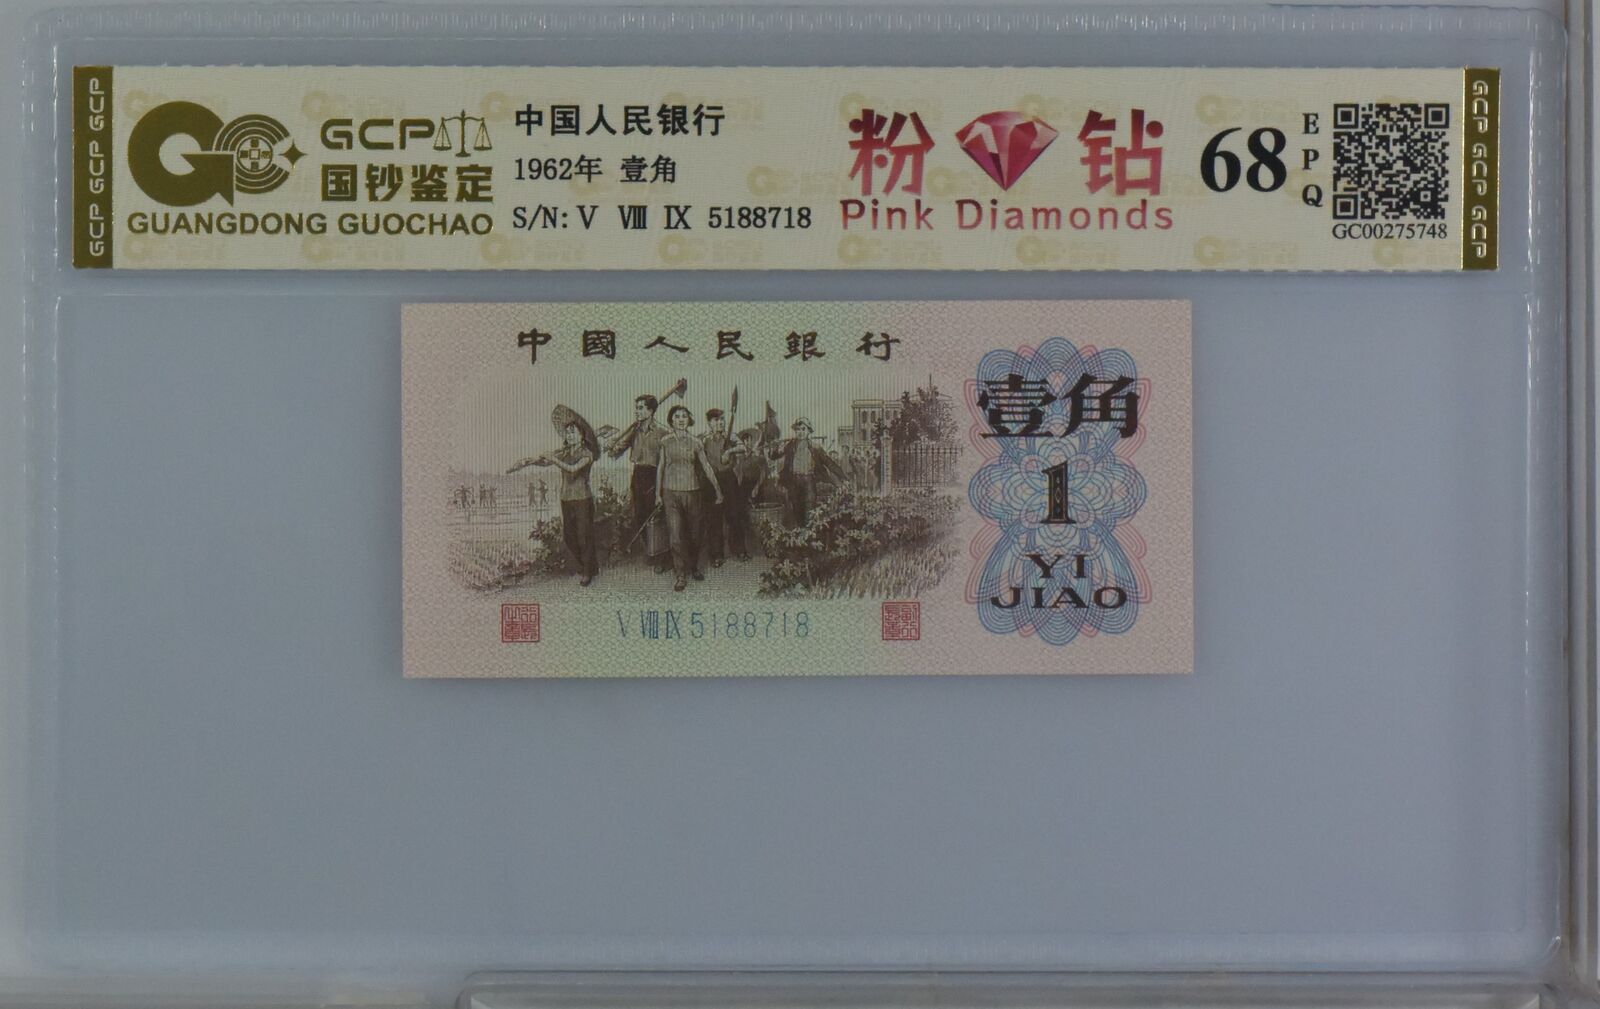 GCP GCP GCP
GCP
国钞鉴定
GUANGDONG GUOCHAO
中国人民银行
1962年 壹角
S/N: V VIII IX 5188718
粉 钻
Pink Diamonds
68
EPQ
GC00275748
GCP GCP GCP
中國人民銀行
壹角
1
YI
JIAO
V VIII IX 5188718